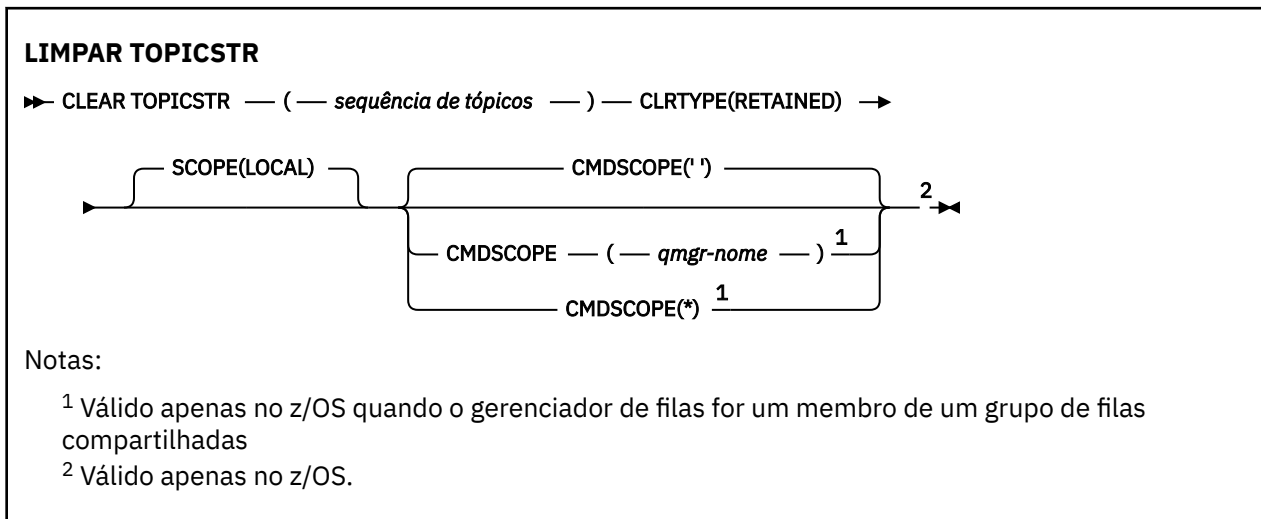 LIMPAR TOPICSTR
CLEAR TOPICSTR ( sequência de tópicos ) CLRTYPE(RETAINED)
SCOPE(LOCAL) CMDSCOPE(' ')
2
CMDSCOPE ( qmgr-nome ) 1
CMDSCOPE(*) 1
Notas:
1 Válido apenas no z/OS quando o gerenciador de filas for um membro de um grupo de filas
compartilhadas
2 Válido apenas no z/OS.